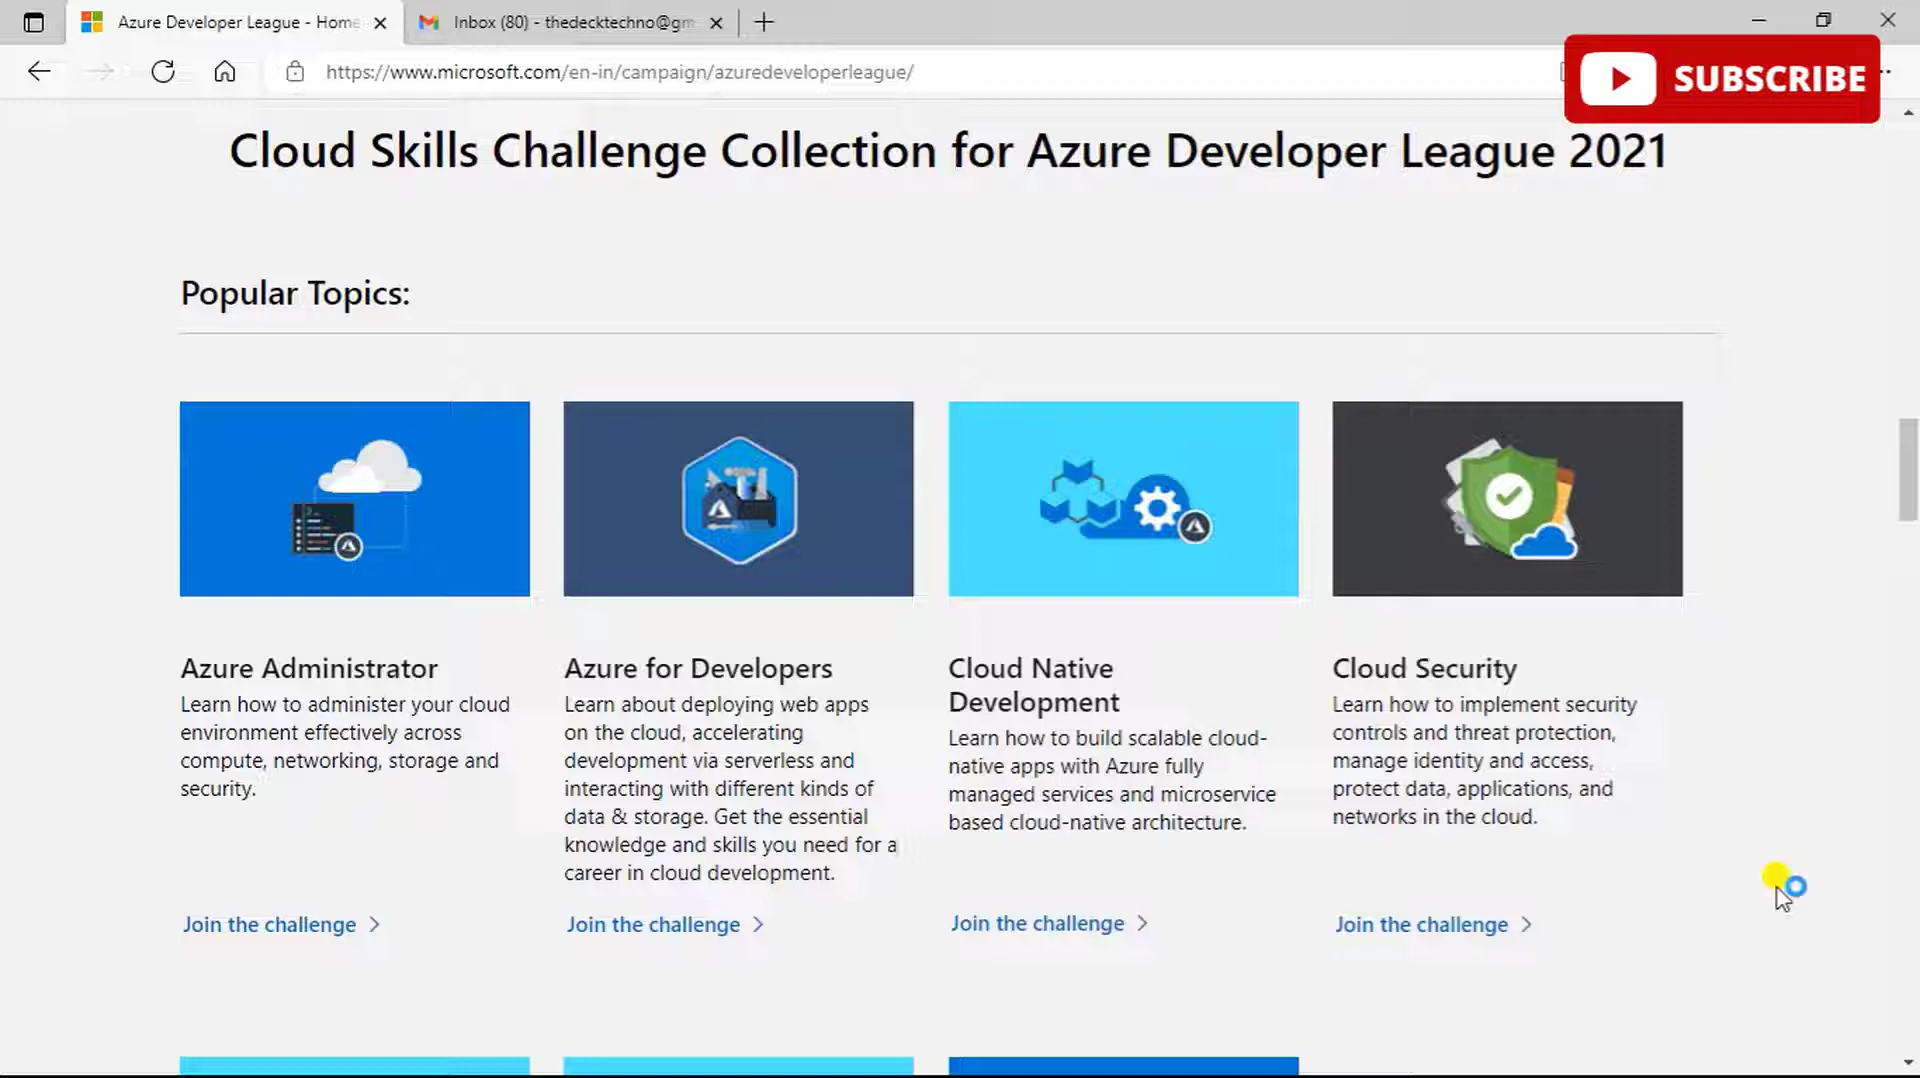 Azure Developer League - Home
Inbox (80) - thedecktechno@gm
https://www.microsoft.com/en-in/campaign/azuredeveloperleague/
SUBSCRIBE
Cloud Skills Challenge Collection for Azure Developer League 2021
Popular Topics:
Azure Administrator
Learn how to administer your cloud
environment effectively across
compute, networking, storage and
security.
Join the challenge
Azure for Developers
Learn about deploying web apps
on the cloud, accelerating
development via serverless and
interacting with different kinds of
data & storage. Get the essential
knowledge and skills you need for a
career in cloud development.
Join the challenge
Cloud Native
Development
Learn how to build scalable cloud-
native apps with Azure fully
managed services and microservice
based cloud-native architecture.
Join the challenge
Cloud Security
Learn how to implement security
controls and threat protection,
manage identity and access,
protect data, applications, and
networks in the cloud.
Join the challenge